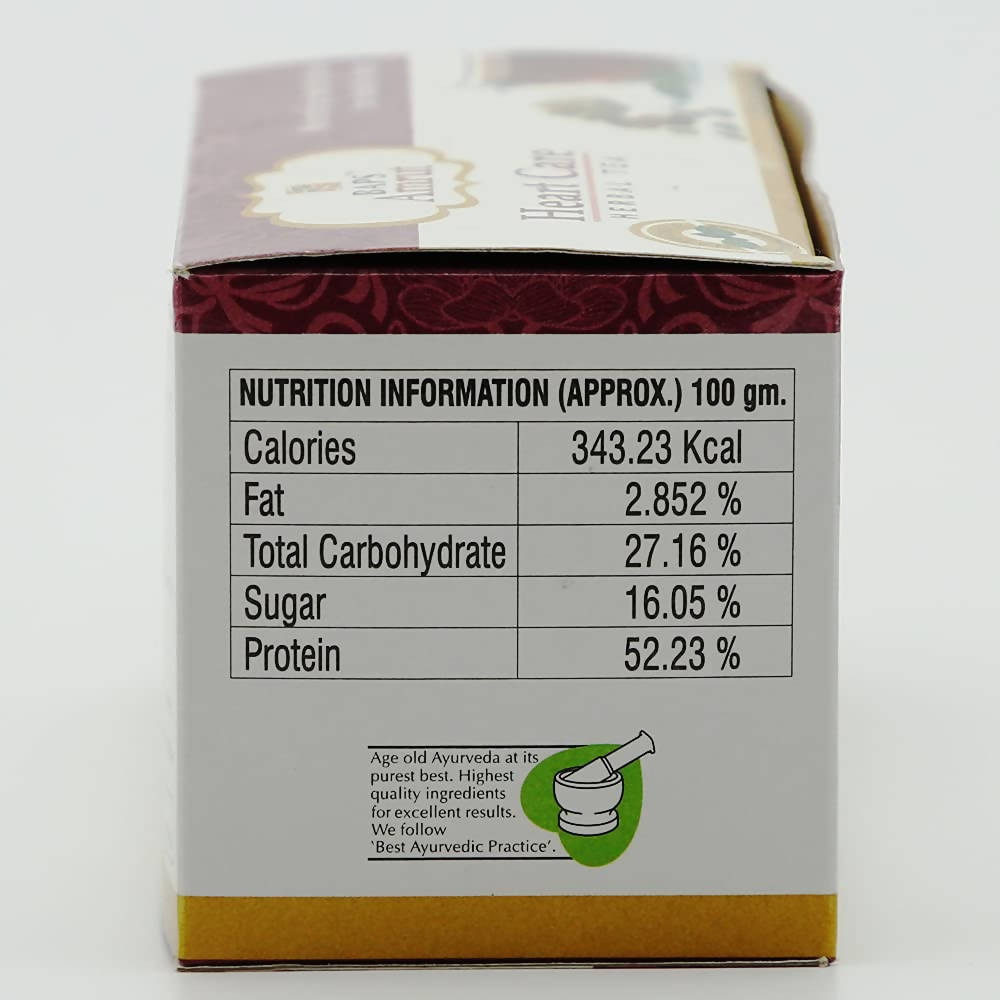 BAPS
Amrut
Heart Care
HERBAL TEA
NUTRITION INFORMATION (APPROX.) 100 gm.
Calories 343.23 Kcal
Fat 2.852 %
Total Carbohydrate 27.16 %
Sugar 16.05 %
Protein 52.23 %
Age old Ayurveda at its
purest best. Highest
quality ingredients
for excellent results.
We follow
‘Best Ayurvedic Practice’.